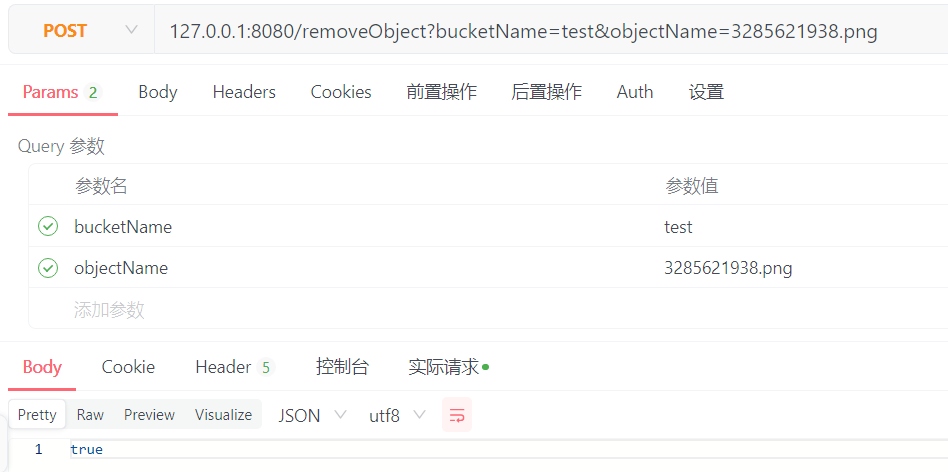 POST 127.0.0.1:8080/removeObject?bucketName=test&objectName=3285621938.png
Params 2 Body Headers Cookies 前置操作 后置操作 Auth 设置
Query 参数
参数名 参数值
bucketName test
objectName 3285621938.png
添加参数
Body Cookie Header 5 控制台 实际请求
Pretty Raw Preview Visualize JSON utf8
1 true